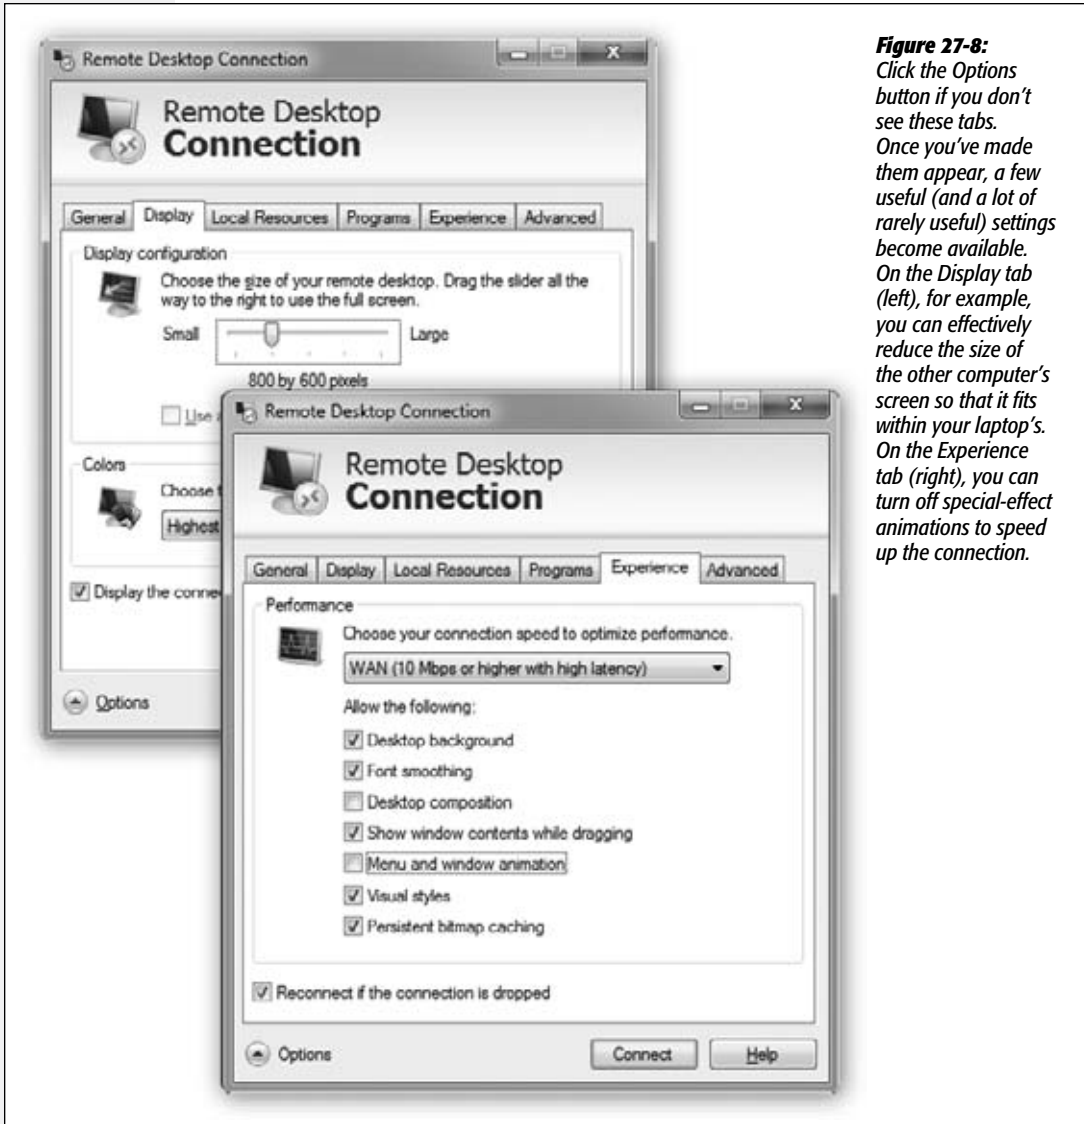 Remote Desktop Connection
Remote Desktop
Connection
General Display Local Resources Programs Experience Advanced
Display configuration
Choose the size of your remote desktop. Drag the slider all the
way to the right to use the full screen.
Small Large
800 by 600 pixels
Use
Colors
Choose
Highest
Display the
Options
Remote Desktop Connection
Remote Desktop
Connection
General Display Local Resources Programs Experience Advanced
Performance
Choose your connection speed to optimize performance.
WAN (10 Mbps or higher with high latency)
Allow the following:
Desktop background
Font smoothing
Desktop composition
Show window contents while dragging
Menu and window animation
Visual styles
Persistent bitmap caching
Reconnect if the connection is dropped
Options Connect Help
Figure 27-8:
Click the Options
button if you don't
see these tabs.
Once you've made
them appear, a few
useful (and a lot of
rarely useful) settings
become available.
On the Display tab
(left), for example,
you can effectively
reduce the size of
the other computer's
screen so that it fits
within your laptop's.
On the Experience
tab (right), you can
turn off special-effect
animations to speed
up the connection.